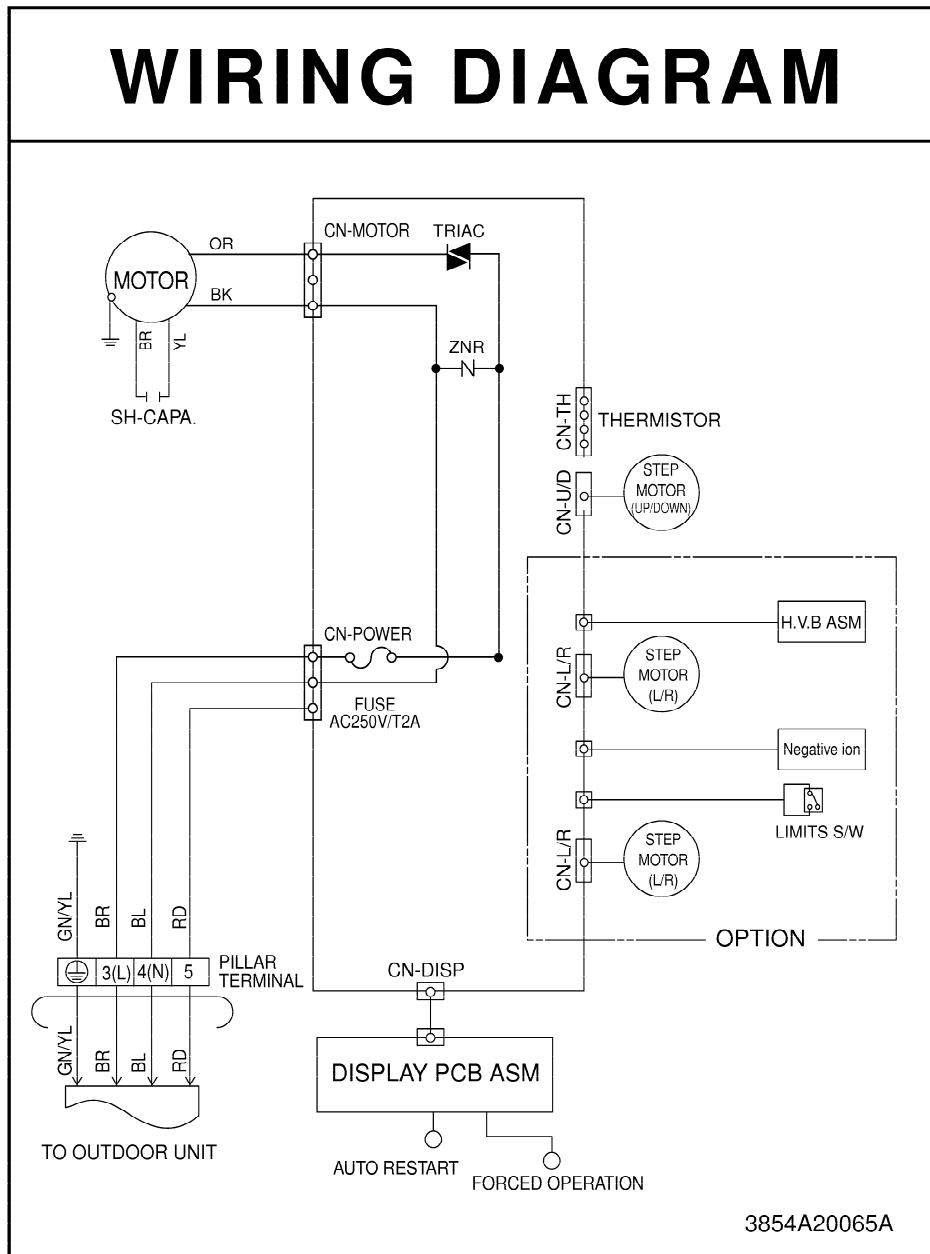 WIRING DIAGRAM
CN-MOTOR
TRIAC
OR
MOTOR
BK
BR
YL
SH-CAPA.
ZNR
CN-TH
THERMISTOR
CN-U/D
STEP
MOTOR
(UP/DOWN)
H.V.B ASM
CN-L/R
STEP
MOTOR
(L/R)
Negative ion
LIMITS S/W
CN-L/R
STEP
MOTOR
(L/R)
OPTION
CN-POWER
FUSE
AC250V/T2A
GN/YL
BR
BL
RD
3(L)
4(N)
5
PILLAR
TERMINAL
GN/YL
BR
BL
RD
TO OUTDOOR UNIT
CN-DISP
DISPLAY PCB ASM
AUTO RESTART
FORCED OPERATION
3854A20065A